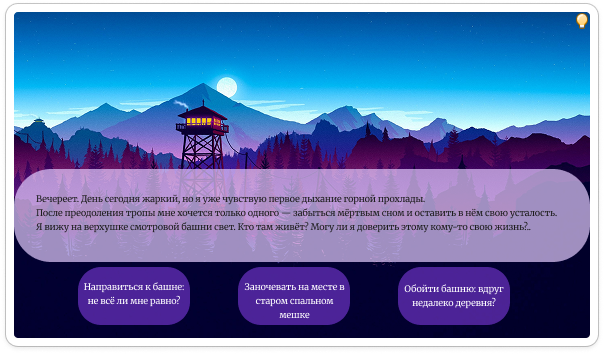 Вечереет. День сегодня жаркий, но я уже чувствую первое дыхание горной прохлады.
После преодоления тропы мне хочется только одного — забыться мёртвым сном и оставить в нём свою усталость.
Я вижу на верхушке смотровой башни свет. Кто там живёт? Могу ли я доверить этому кому-то свою жизнь?..
Направиться к башне:
не всё ли мне равно?
Заночевать на месте в
старом спальном
мешке
Обойти башню: вдруг
недалеко деревня?